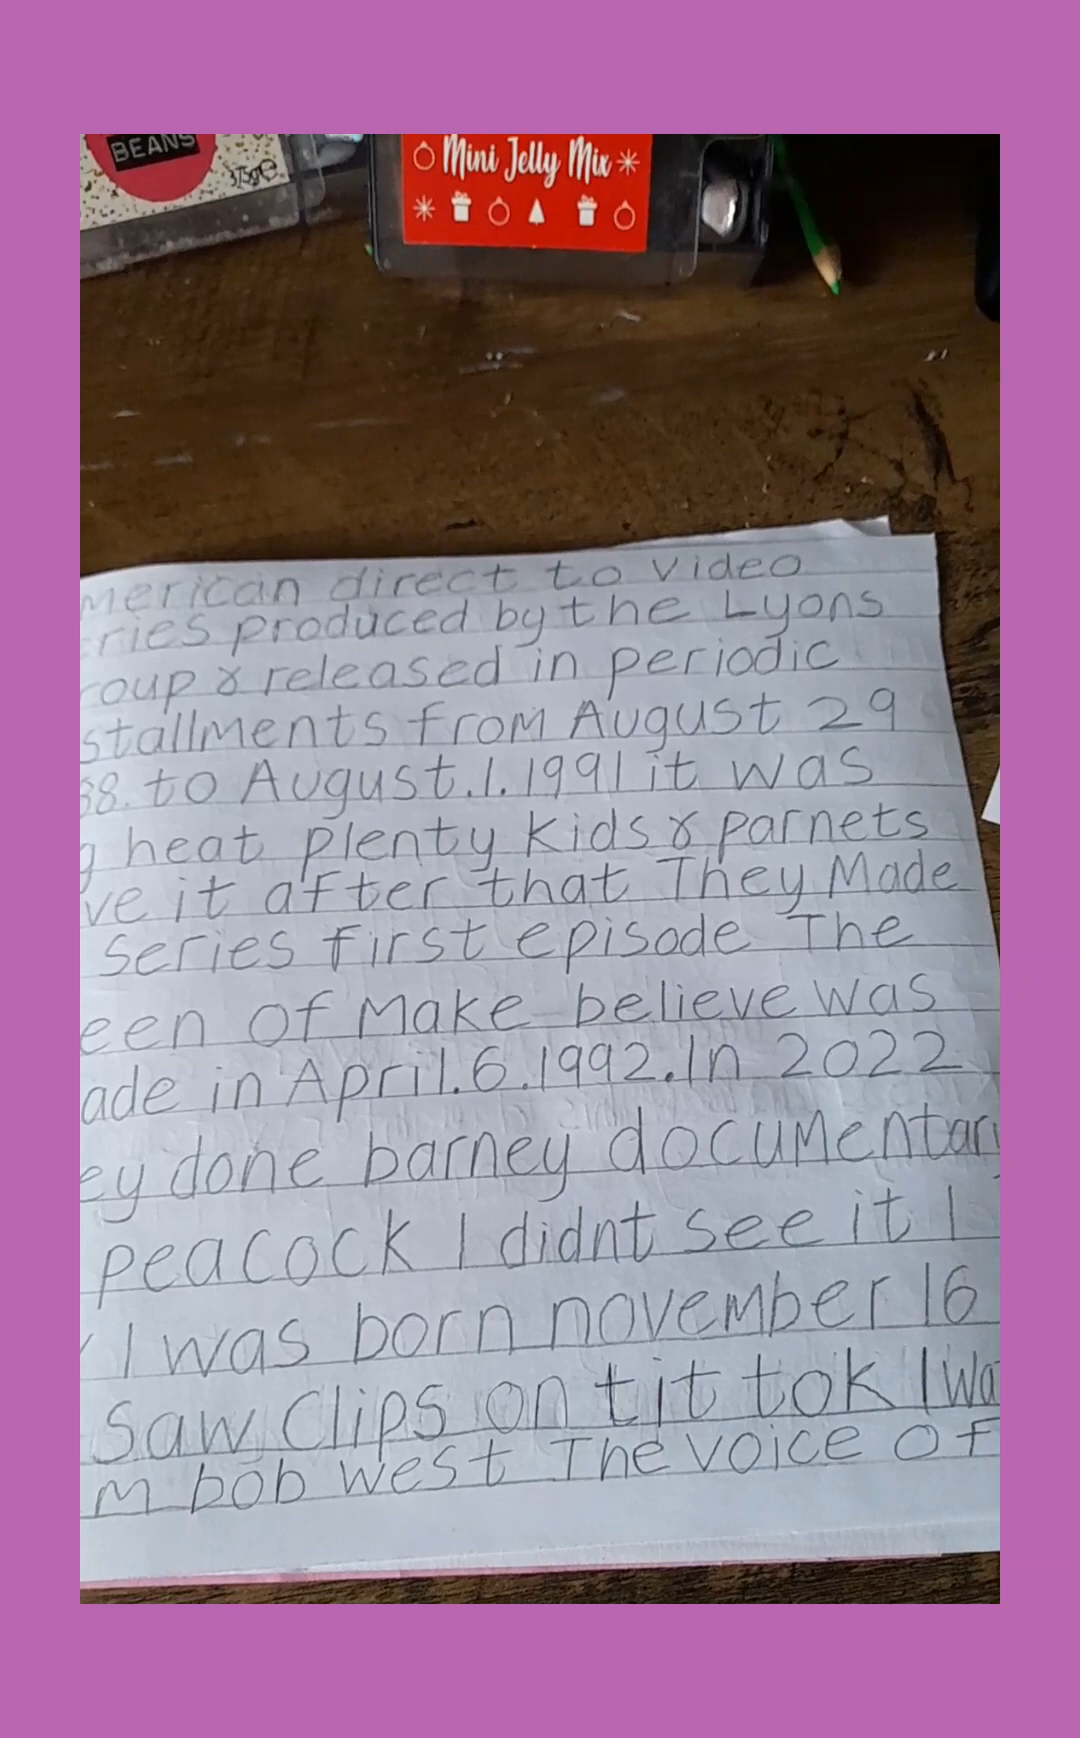 BEANS
375g e
Mini Jelly Mix
merican direct to video
ries produced by the Lyons
roup & released in periodic
stallments from August 29
88. to August.1.1991 it was
g heat plenty kids & parnets
ve it after that They Made
series first episode The
een of Make believe was
ade in April.6.1992.In 2022
ey done barney documentary
peacock I didnt see it I
I was born november 16
saw Clips on tit tok I wa
m bob west The voice of